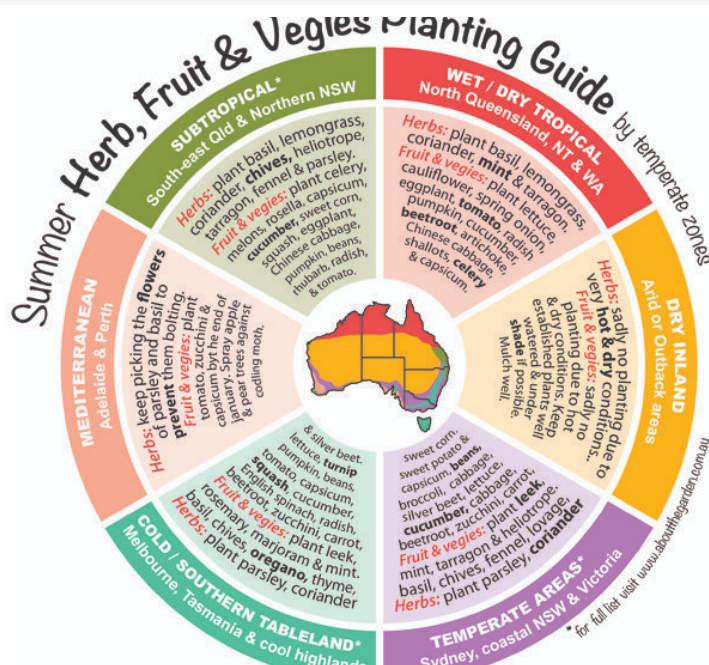 Summer Herb, Fruit & Vegies Planting Guide by temperate zones
WET / DRY TROPICAL
North Queensland, NT & WA
Herbs: plant basil, lemongrass,
coriander, mint & tarragon.
Fruit & vegies: plant lettuce,
cauliflower, spring onion,
eggplant, tomato, radish
pumpkin, cucumber,
beetroot, artichoke,
Chinese cabbage,
shallots, celery
& capsicum.
DRY INLAND
Arid or Outback areas
Herbs: sadly no planting due to
very hot & dry conditions...
Fruit & vegies: sadly no
planting due to hot
& dry conditions. Keep
established plants well
watered & under
shade if possible.
Mulch well.
TEMPERATE AREAS*
Sydney, coastal NSW & Victoria
Herbs: plant parsley, coriander
basil, chives, fennel, lovage,
mint, tarragon & heliotrope.
Fruit & vegies: plant leek,
beetroot, zucchini, carrot,
cucumber, cabbage,
silver beet, lettuce,
broccoli, cabbage,
capsicum, beans,
sweet potato &
sweet corn.
COLD / SOUTHERN TABLELAND*
Melbourne, Tasmania & cool highlands
Herbs: plant parsley, coriander
basil, chives, oregano, thyme,
rosemary, marjoram & mint.
Fruit & vegies: plant leek,
beetroot, zucchini, carrot,
English spinach, radish,
squash, cucumber,
tomato, capsicum,
pumpkin, beans,
lettuce, turnip
& silver beet.
MEDITERRANEAN
Adelaide & Perth
Herbs: keep picking the flowers
of parsley and basil to
prevent them bolting.
Fruit & vegies: plant
tomato, zucchini &
capsicum byt he end of
january. Spray apple
& pear trees against
codling moth.
SUBTROPICAL*
South-east Qld & Northern NSW
Herbs: plant basil, lemongrass,
coriander, chives, heliotrope,
tarragon, fennel & parsley.
Fruit & vegies: plant celery,
melons, rosella, capsicum,
cucumber, sweet corn,
squash, eggplant,
Chinese cabbage,
pumpkin, beans,
rhubarb, radish,
& tomato.
* for full list visit www.aboutthegarden.com.au